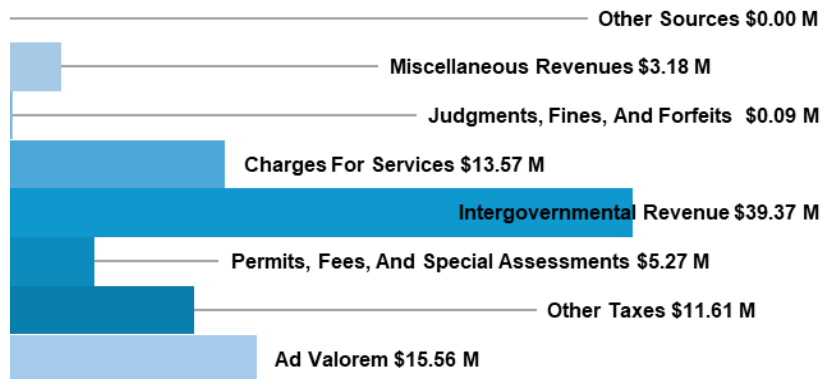 Other Sources $0.00 M
Miscellaneous Revenues $3.18 M
Judgments, Fines, And Forfeits $0.09 M
Charges For Services $13.57 M
Intergovernmental Revenue $39.37 M
Permits, Fees, And Special Assessments $5.27 M
Other Taxes $11.61 M
Ad Valorem $15.56 M